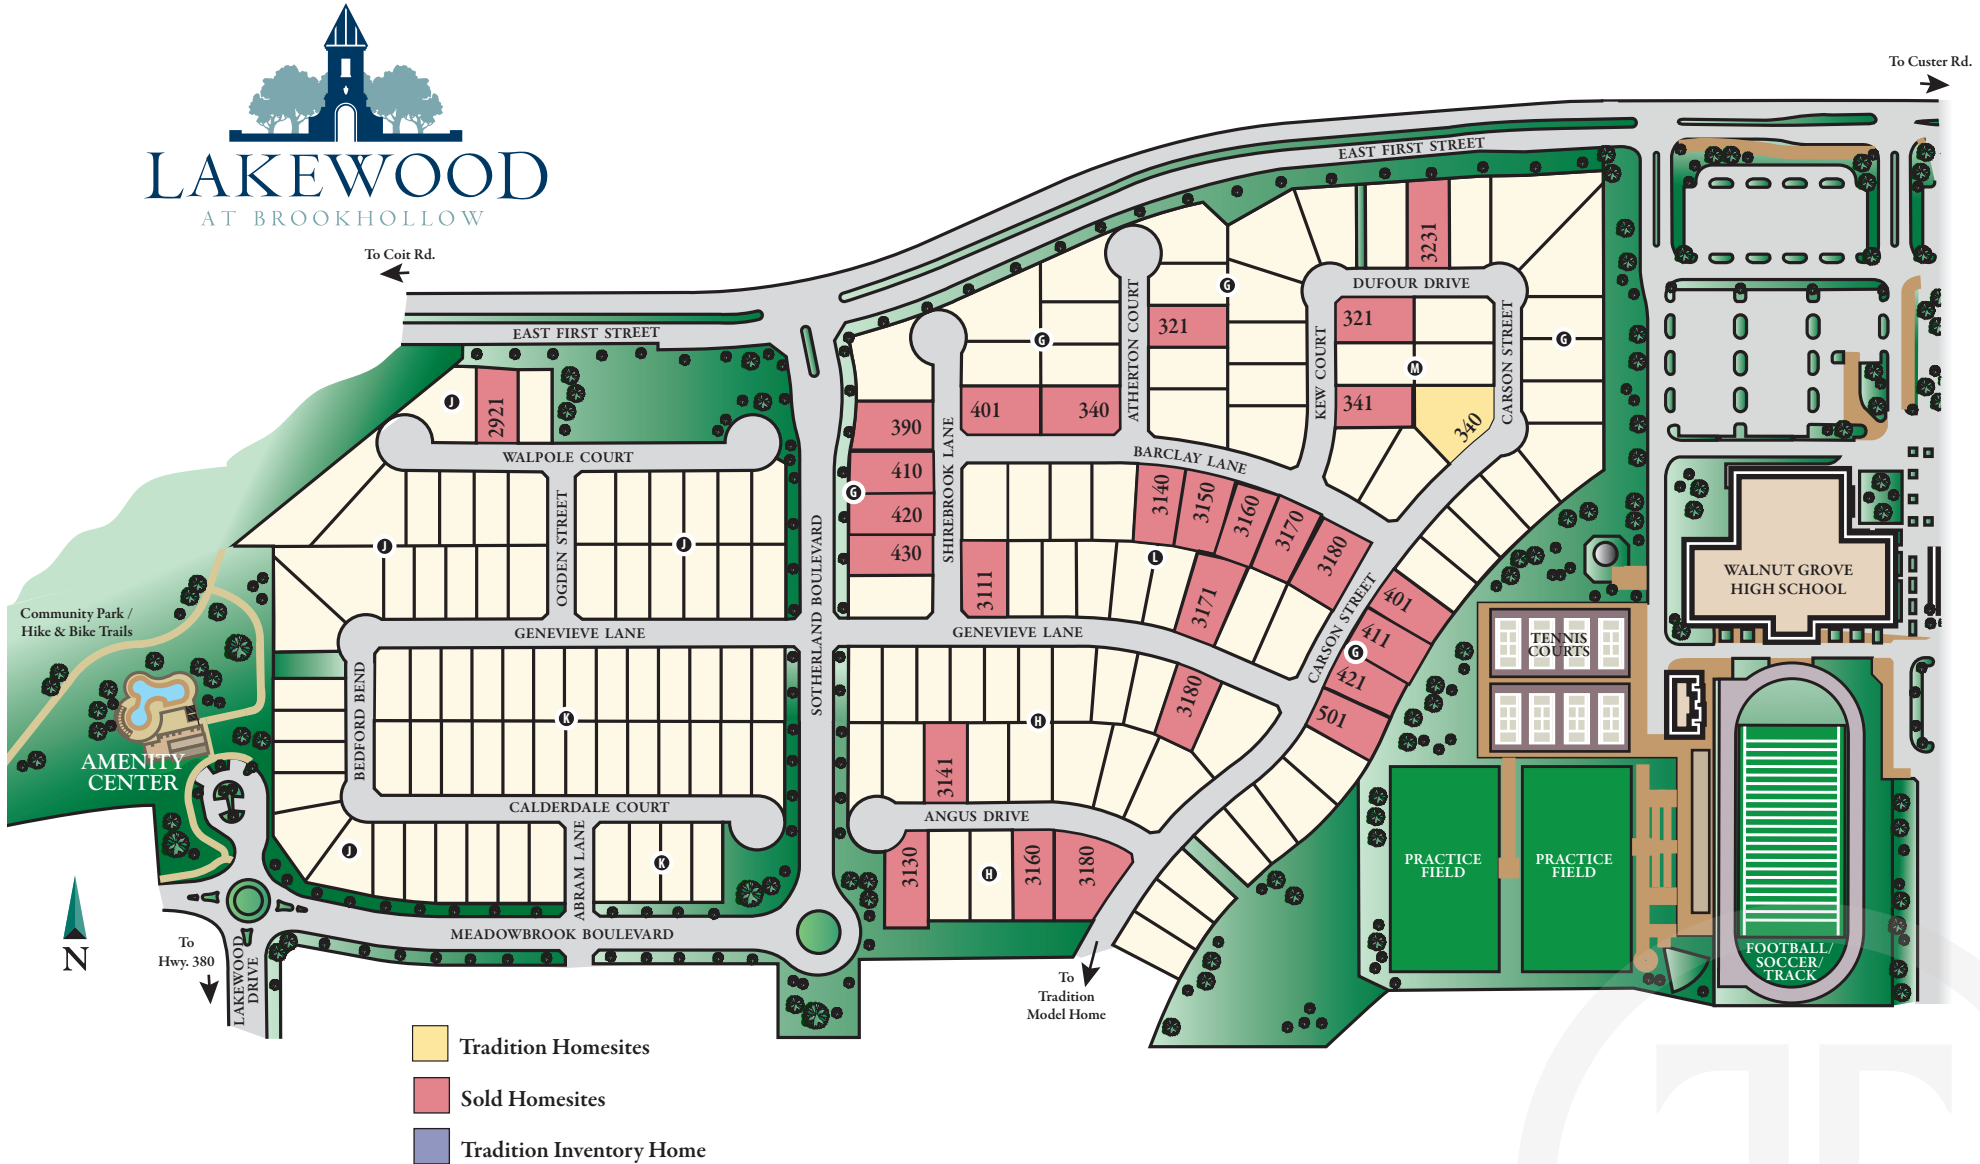 LAKEWOOD
AT BROOKHOLLOW
To Custer Rd.
To Coit Rd.
EAST FIRST STREET
EAST FIRST STREET
3231
DUFOUR DRIVE
ATHERTON COURT
321
G
G
321
KEW COURT
CARSON STREET
G
M
341
340
J
2921
WALPOLE COURT
390
401
340
SHIREBROOK LANE
410
G
420
430
BARCLAY LANE
3140
3150
3160
3170
3180
OGDEN STREET
J
J
SOTHERLAND BOULEVARD
3111
L
3171
CARSON STREET
401
411
G
421
501
WALNUT GROVE
HIGH SCHOOL
Community Park /
Hike & Bike Trails
GENEVIEVE LANE
GENEVIEVE LANE
TENNIS
COURTS
BEDFORD BEND
K
H
3180
3141
AMENITY
CENTER
CALDERDALE COURT
ANGUS DRIVE
J
ABRAM LANE
K
3130
H
3160
3180
PRACTICE
FIELD
PRACTICE
FIELD
MEADOWBROOK BOULEVARD
FOOTBALL/
SOCCER/
TRACK
N
To
Hwy. 380
LAKEWOOD
DRIVE
To
Tradition
Model Home
Tradition Homesites
Sold Homesites
Tradition Inventory Home